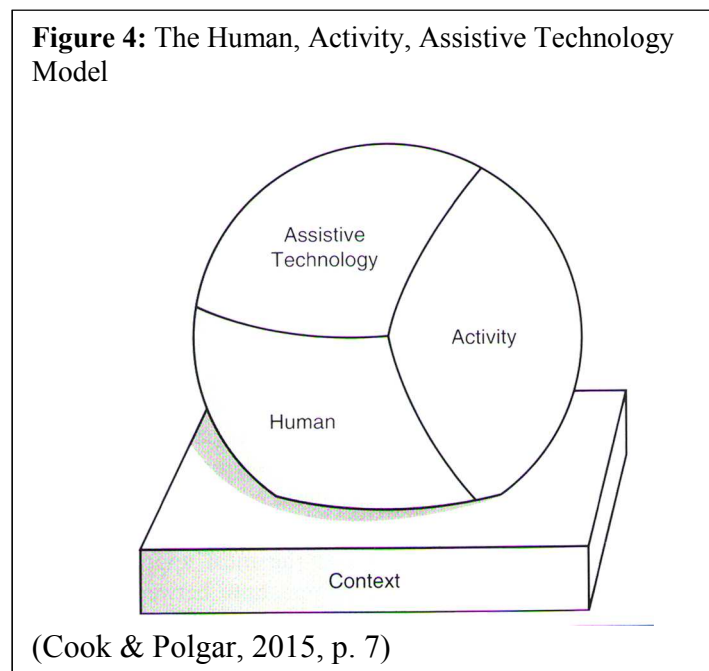 Figure 4: The Human, Activity, Assistive Technology
Model
Assistive
Technology
Activity
Human
Context
(Cook & Polgar, 2015, p. 7)